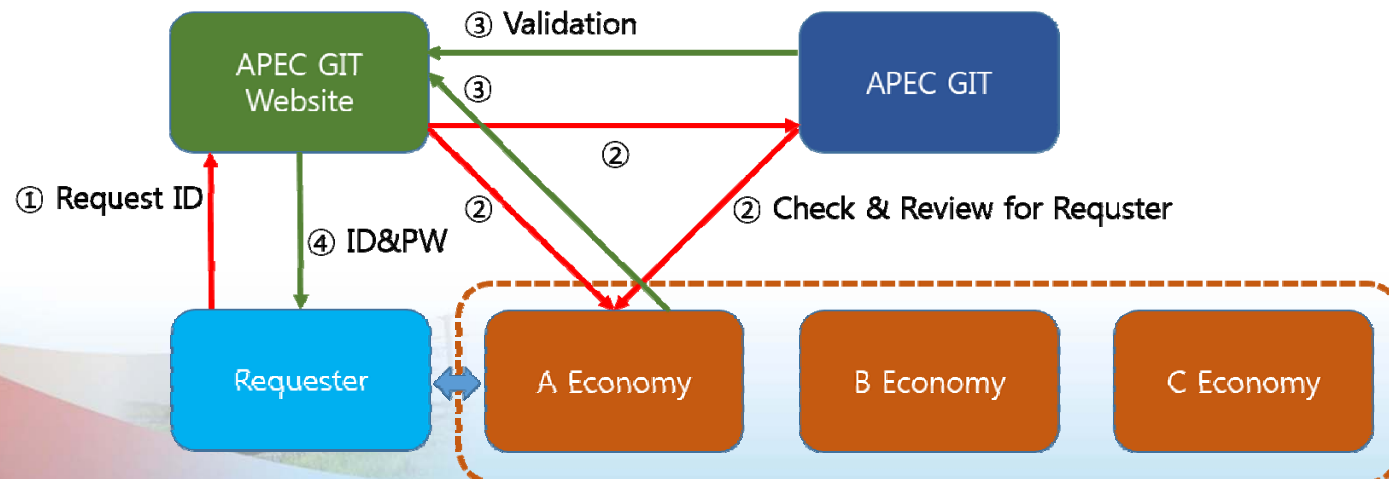 ③ Validation
APEC GIT
Website
③
APEC GIT
②
① Request ID
②
② Check & Review for Requster
④ ID&PW
Requester
A Economy
B Economy
C Economy